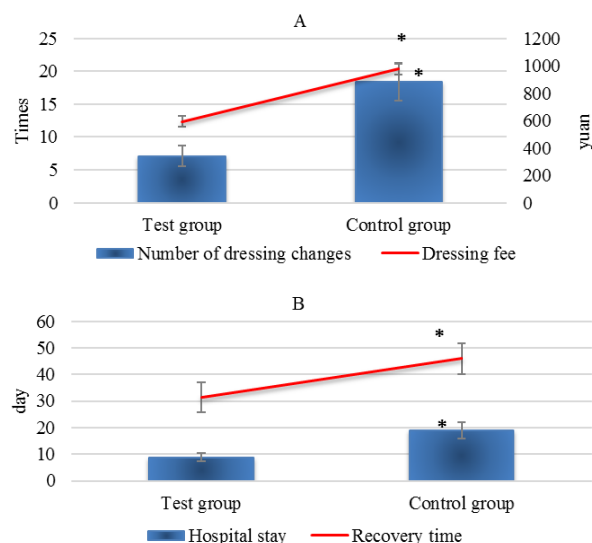 A
25 1200
1000
20 * 
* 800
15
Times 600 yuan
10
400
5 200
0 0
Test group Control group
Number of dressing changes Dressing fee
B
60
50 *
40
day 30
20 *
10
0
Test group Control group
Hospital stay Recovery time